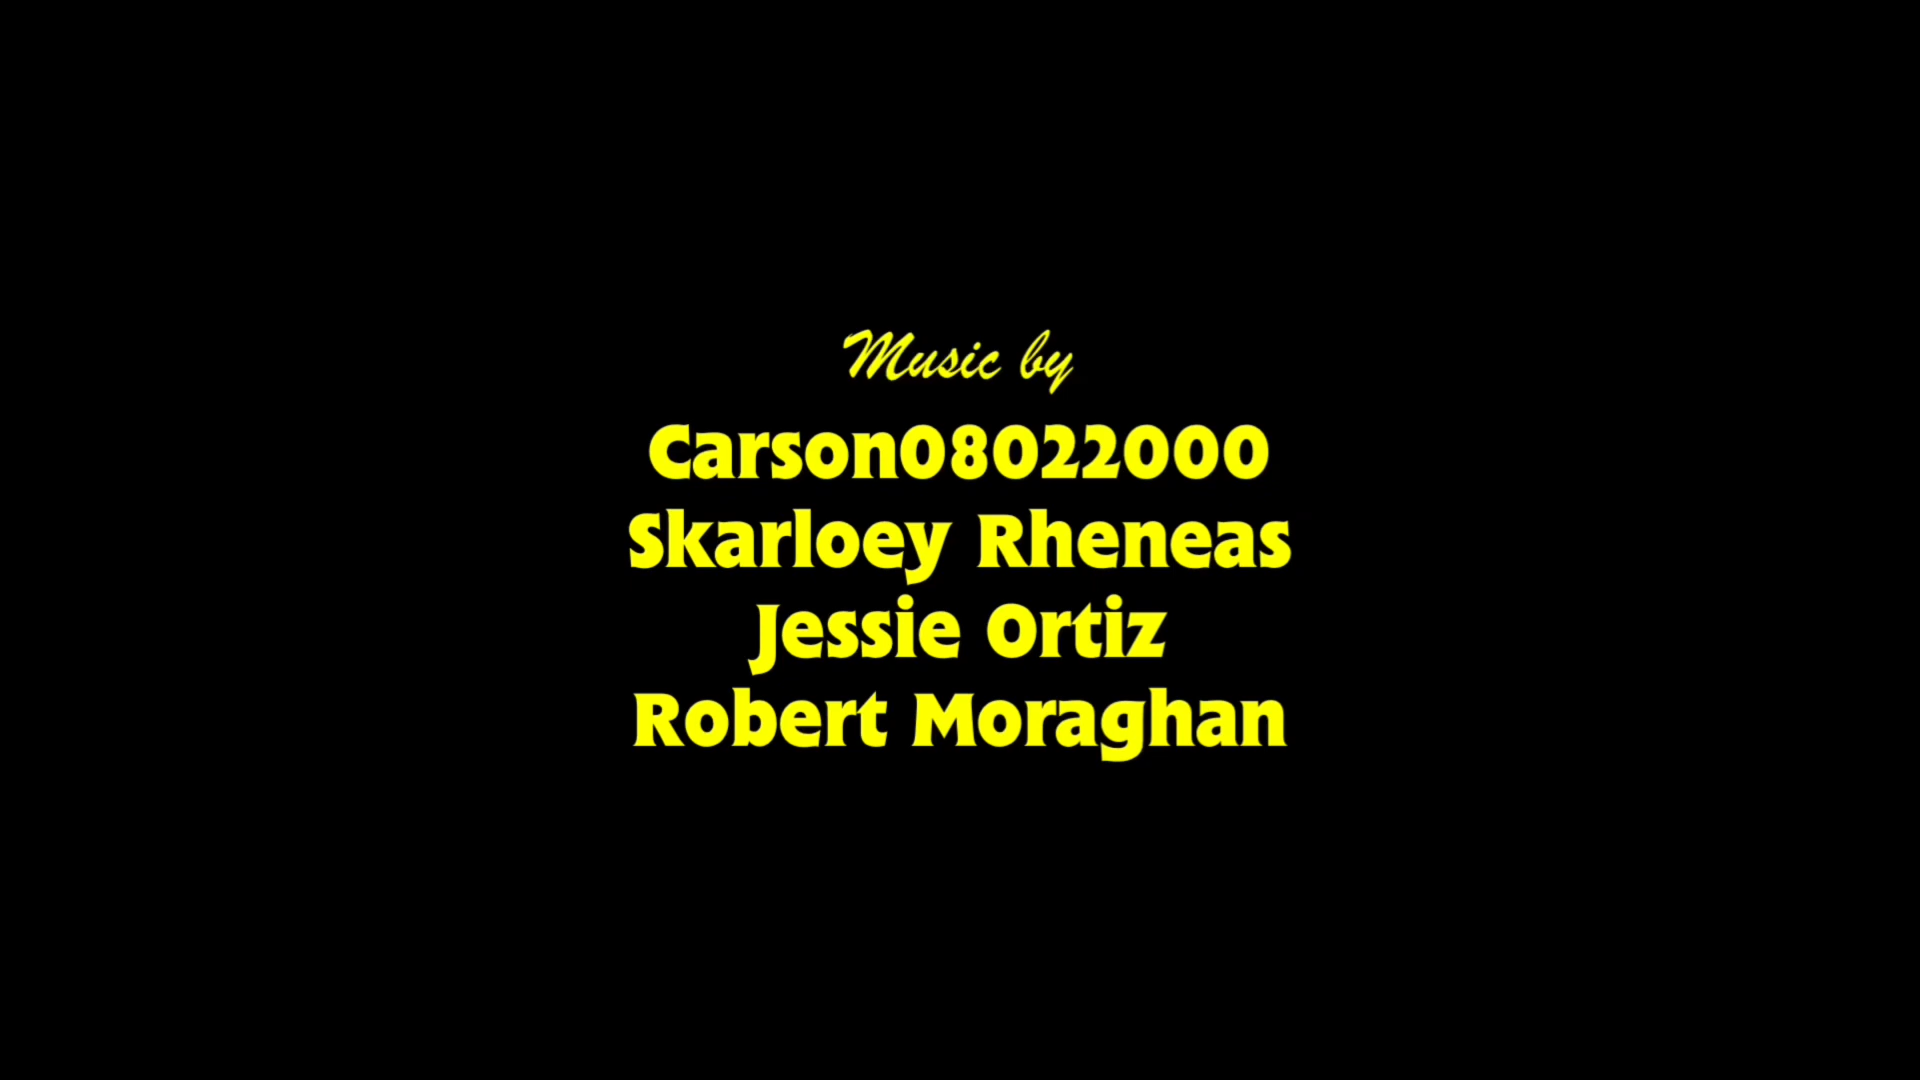 Music by
Carson08022000
Skarloey Rheneas
Jessie Ortiz
Robert Moraghan